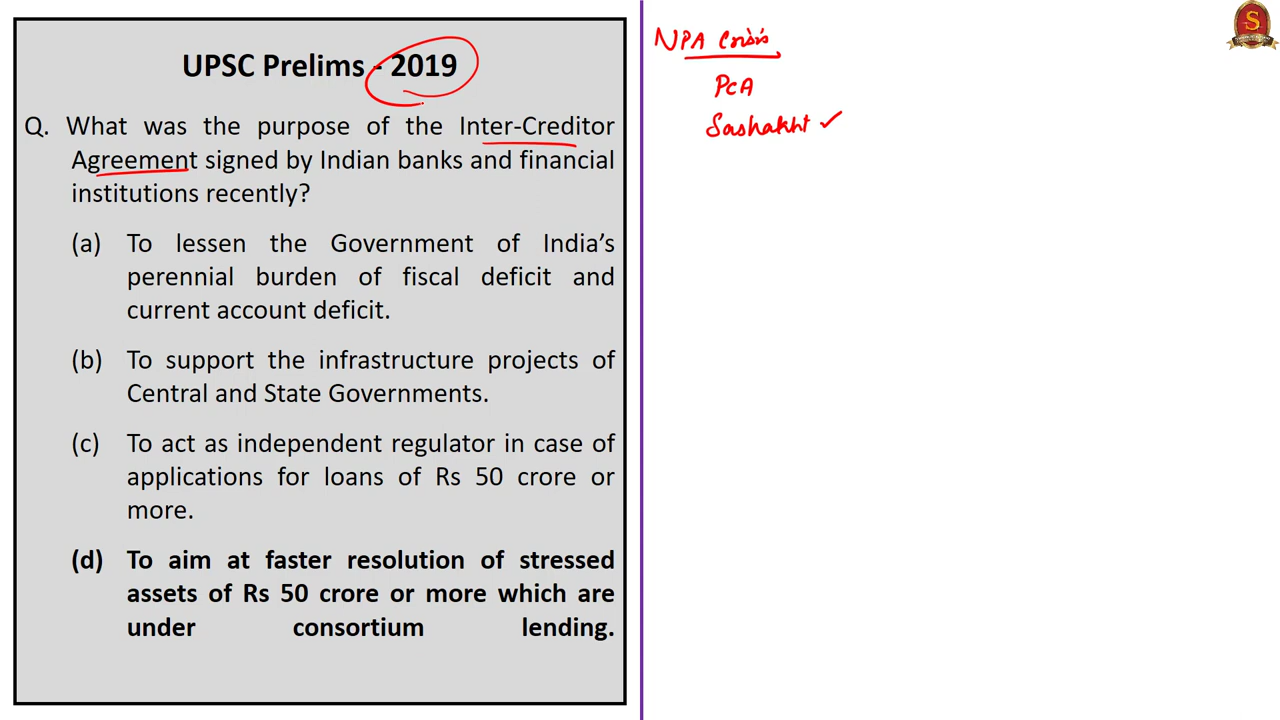 UPSC Prelims - 2019
Q. What was the purpose of the Inter-Creditor
Agreement signed by Indian banks and financial
institutions recently?
(a) To lessen the Government of India's
perennial burden of fiscal deficit and
current account deficit.
(b) To support the infrastructure projects of
Central and State Governments.
(c) To act as independent regulator in case of
applications for loans of Rs 50 crore or
more.
(d) To aim at faster resolution of stressed
assets of Rs 50 crore or more which are
under consortium lending.
NPA Crisis
PCA
Sashakht ✓
S